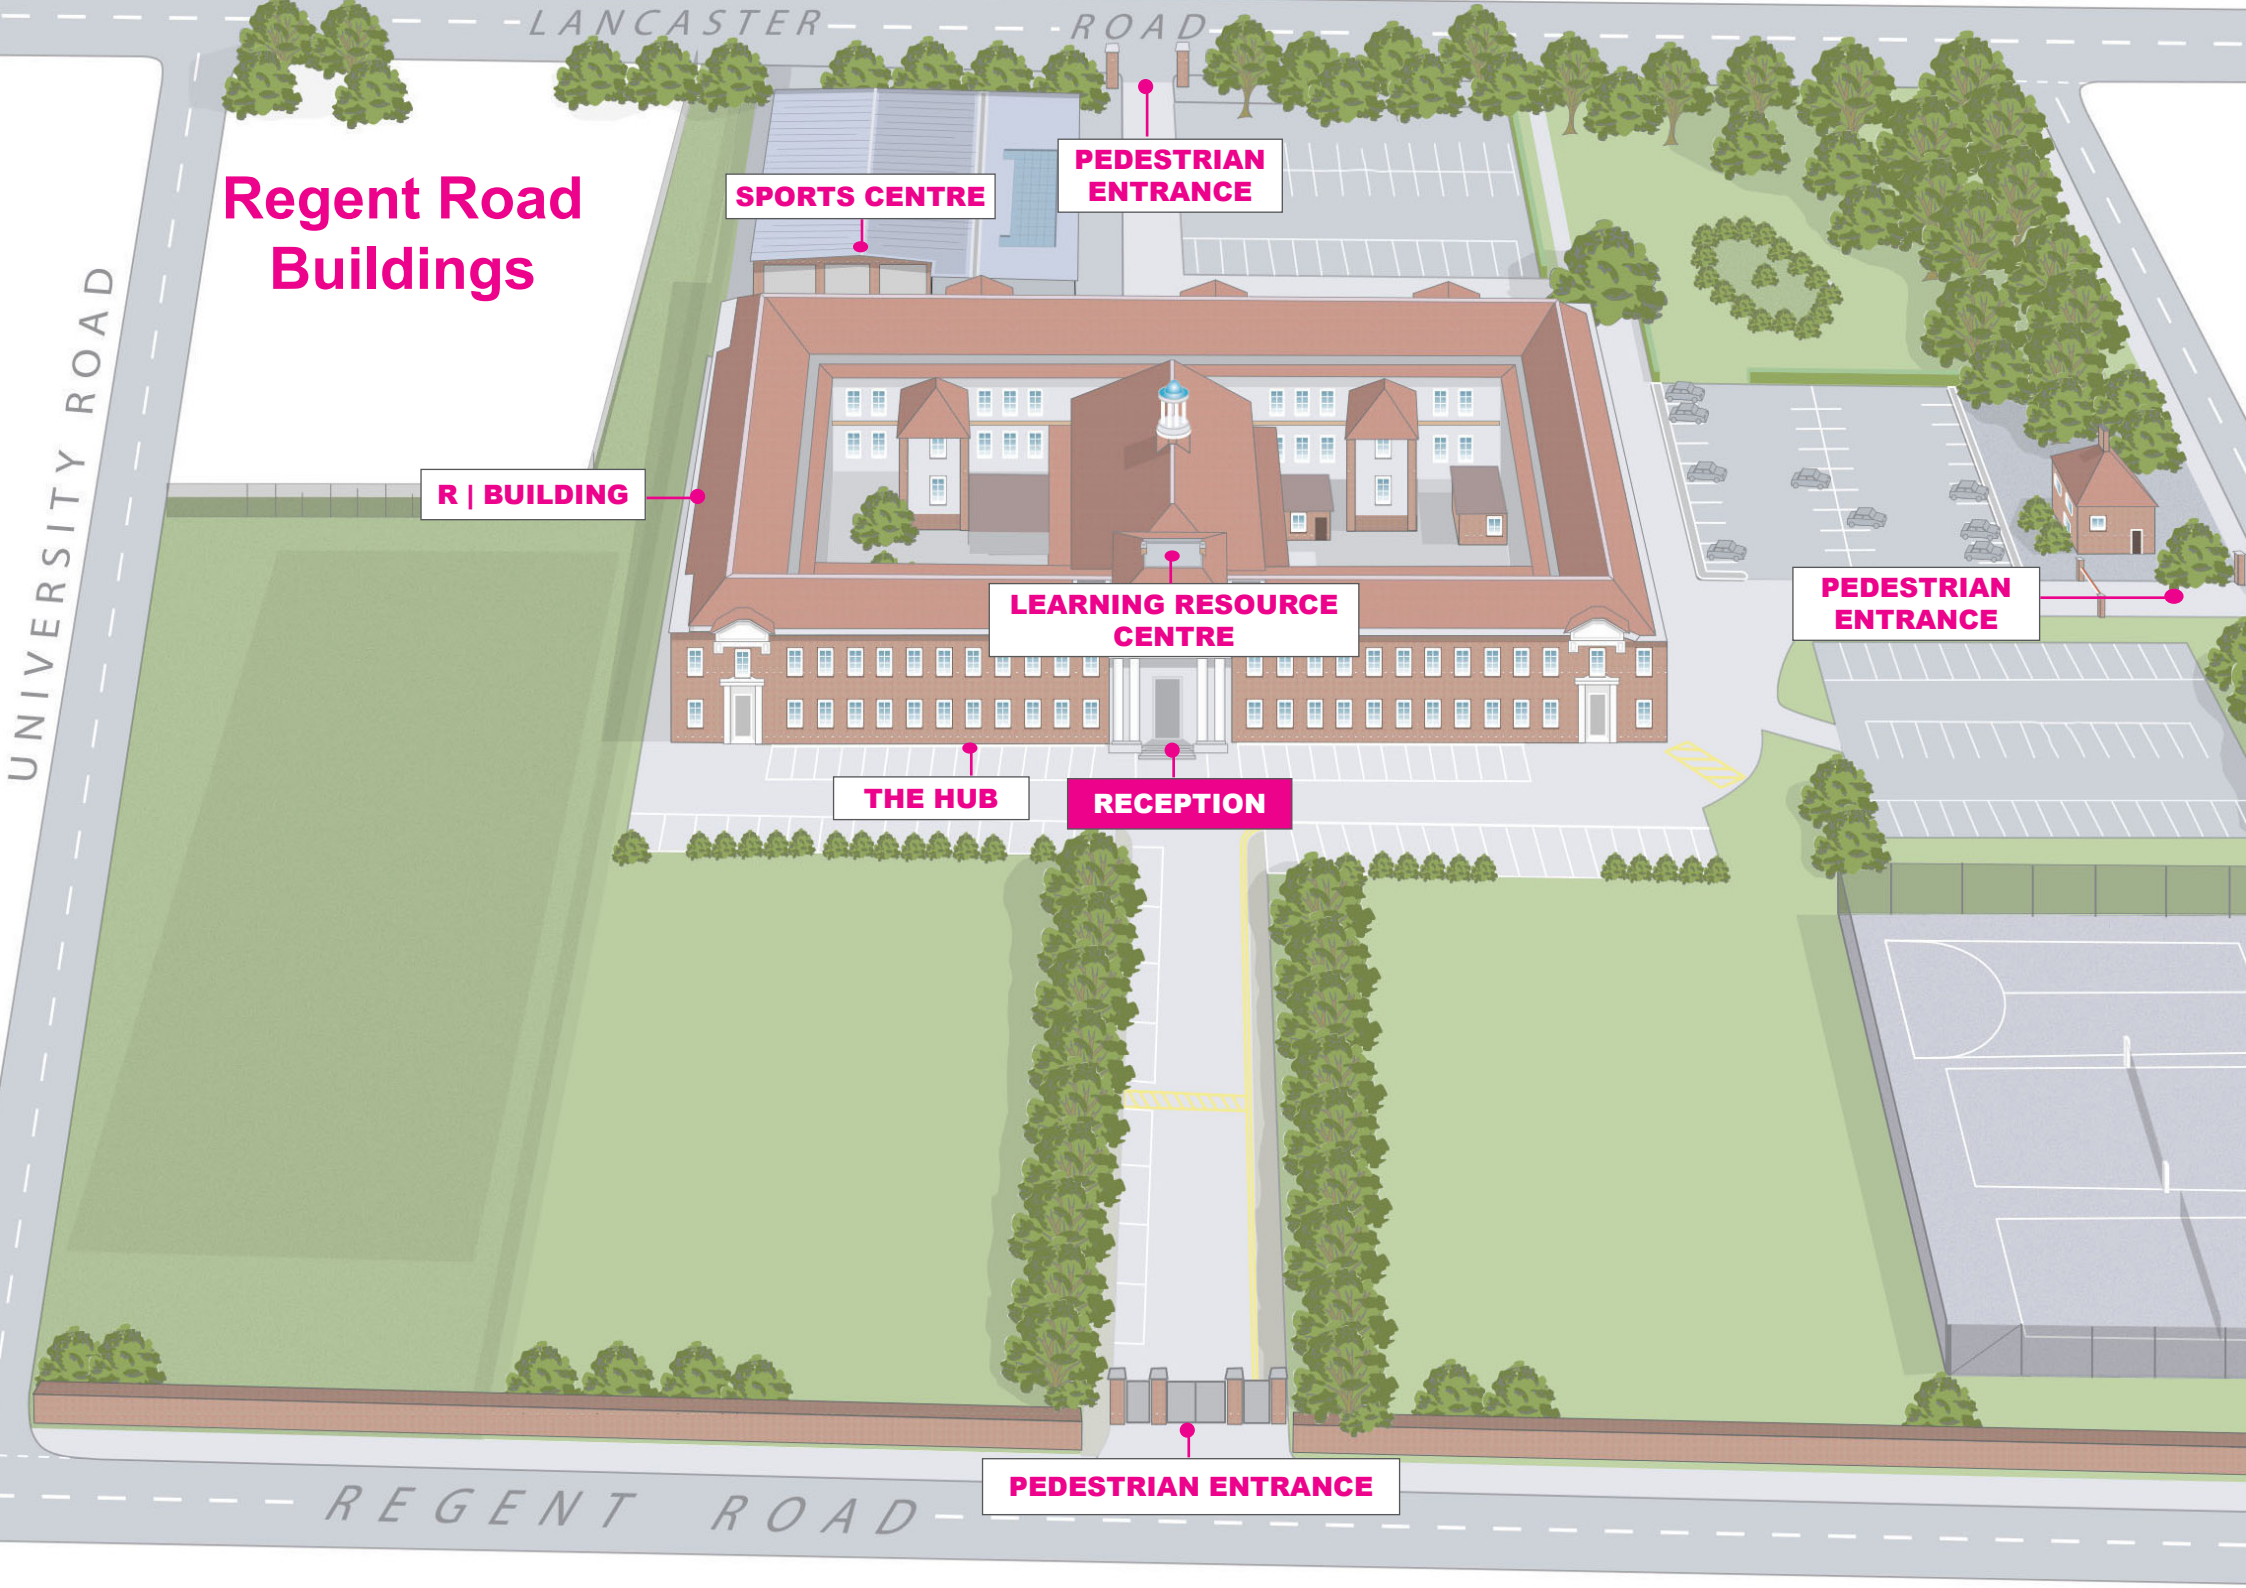 LANCASTER ROAD
Regent Road
Buildings
PEDESTRIAN
ENTRANCE
SPORTS CENTRE
UNIVERSITY ROAD
R | BUILDING
LEARNING RESOURCE
CENTRE
PEDESTRIAN
ENTRANCE
THE HUB
RECEPTION
PEDESTRIAN ENTRANCE
REGENT ROAD